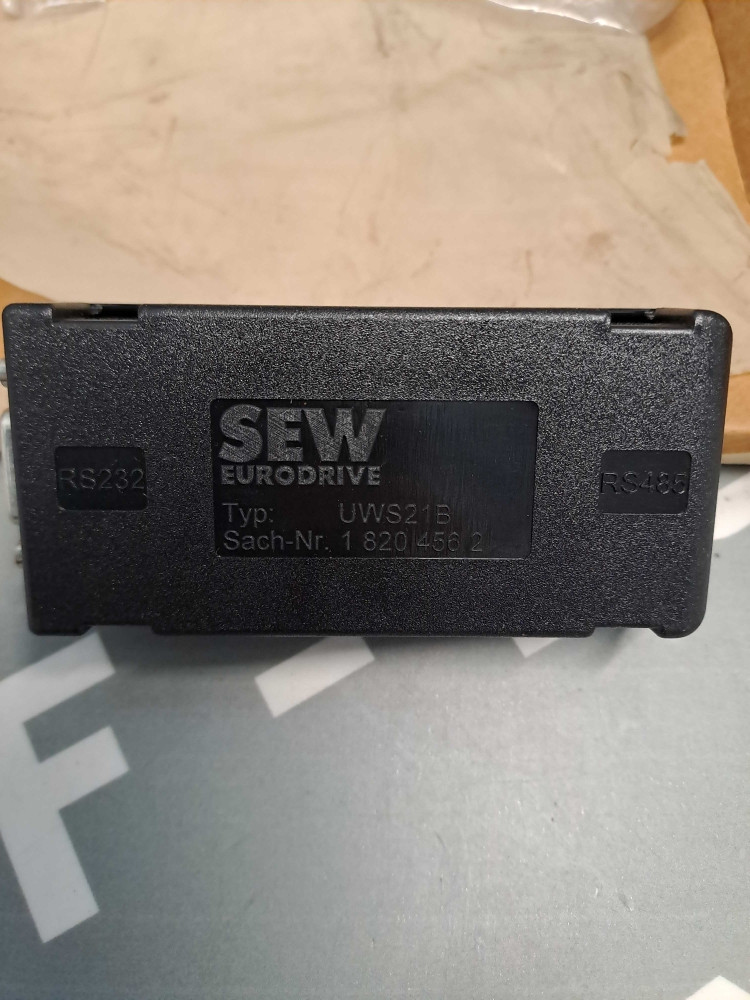 SEW
EURODRIVE
RS232
RS485
Typ: UWS21B
Sach-Nr. 1 820 456 2
F -